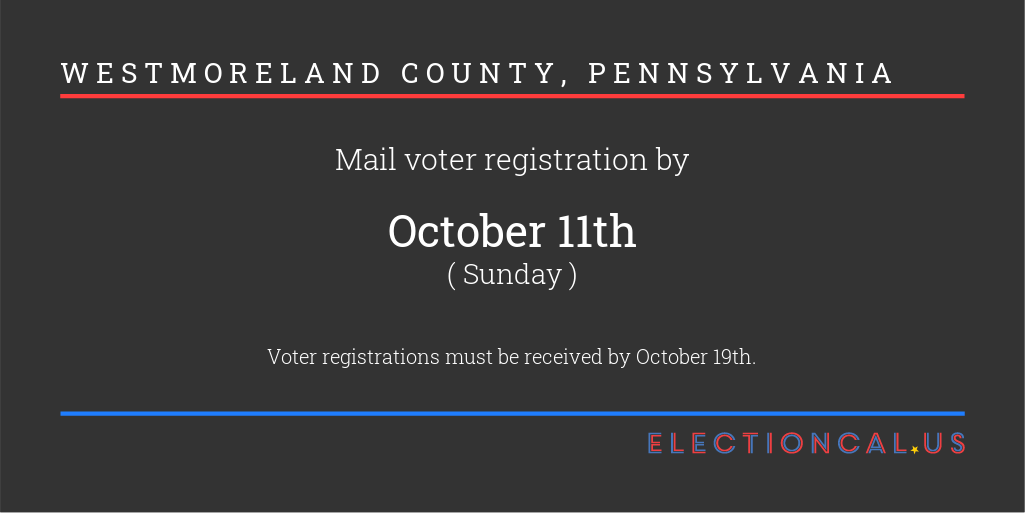 WESTMORELAND COUNTY, PENNSYLVANIA
Mail voter registration by
October 11th
( Sunday )
Voter registrations must be received by October 19th.
ELECTIONCAL.US